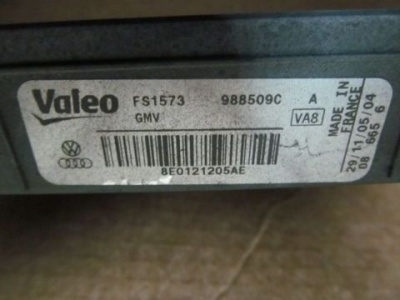 Valeo FS1573 988509C A
GMV VA8
8E0121205AE
MADE IN
FRANCE
29/11/05/04
08 665 6